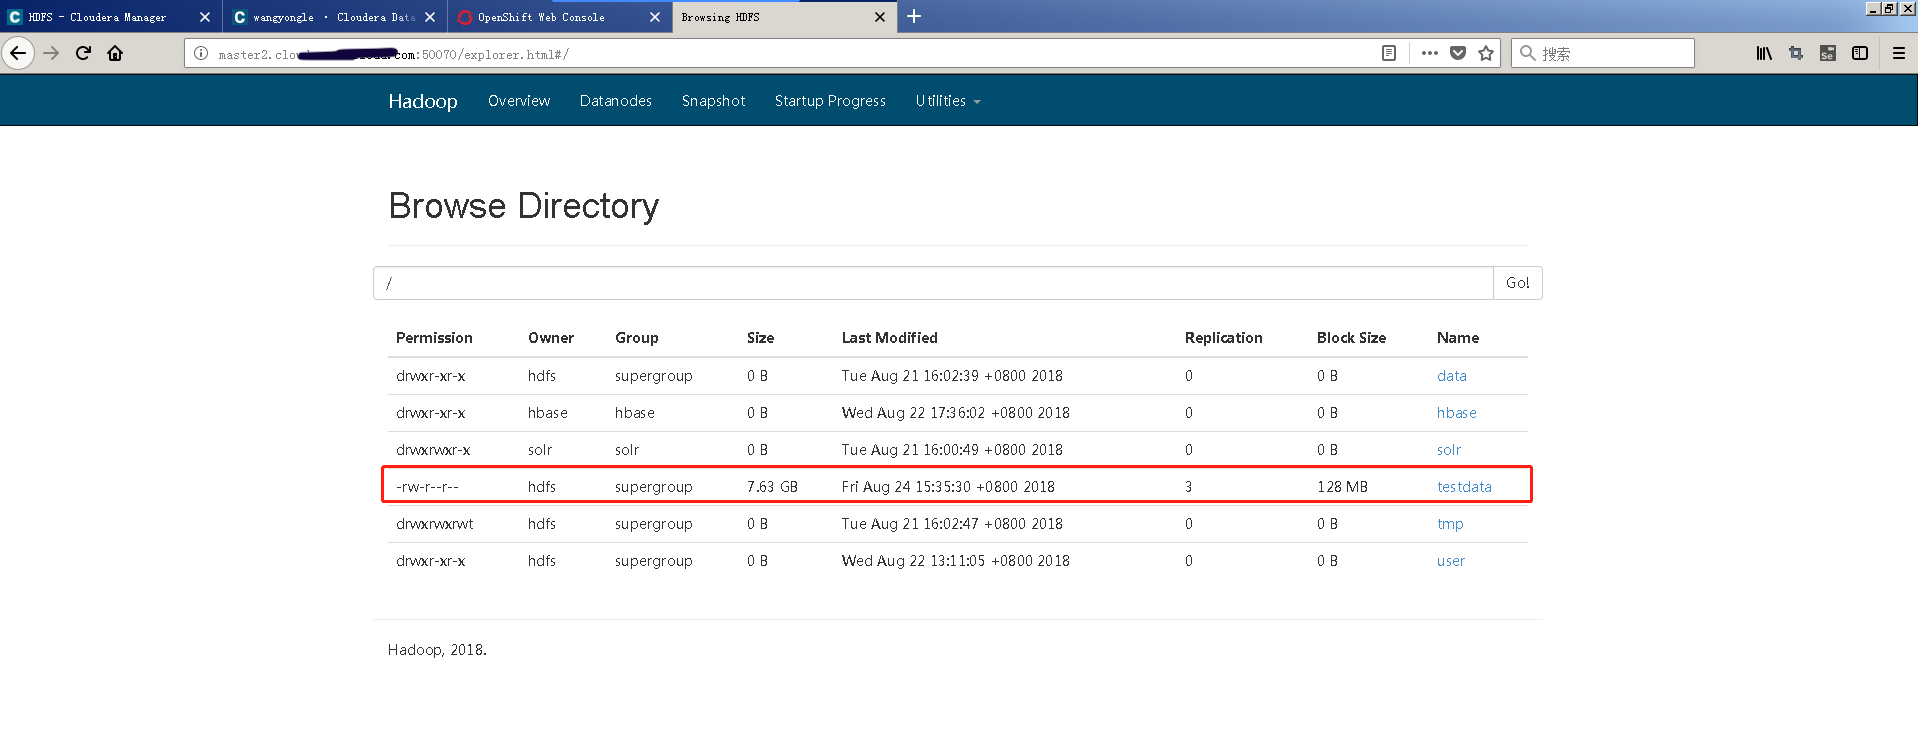 HDFS - Cloudera Manager
wangyongle · Cloudera Data
OpenShift Web Console
Browsing HDFS
master2.clou com:50070/explorer.html#/
搜索
Se
Hadoop Overview Datanodes Snapshot Startup Progress Utilities
Browse Directory
/ Go!
Permission Owner Group Size Last Modified Replication Block Size Name
drwxr-xr-x hdfs supergroup 0 B Tue Aug 21 16:02:39 +0800 2018 0 0 B data
drwxr-xr-x hbase hbase 0 B Wed Aug 22 17:36:02 +0800 2018 0 0 B hbase
drwxrwxr-x solr solr 0 B Tue Aug 21 16:00:49 +0800 2018 0 0 B solr
-rw-r--r-- hdfs supergroup 7.63 GB Fri Aug 24 15:35:30 +0800 2018 3 128 MB testdata
drwxrwxrwt hdfs supergroup 0 B Tue Aug 21 16:02:47 +0800 2018 0 0 B tmp
drwxr-xr-x hdfs supergroup 0 B Wed Aug 22 13:11:05 +0800 2018 0 0 B user
Hadoop, 2018.